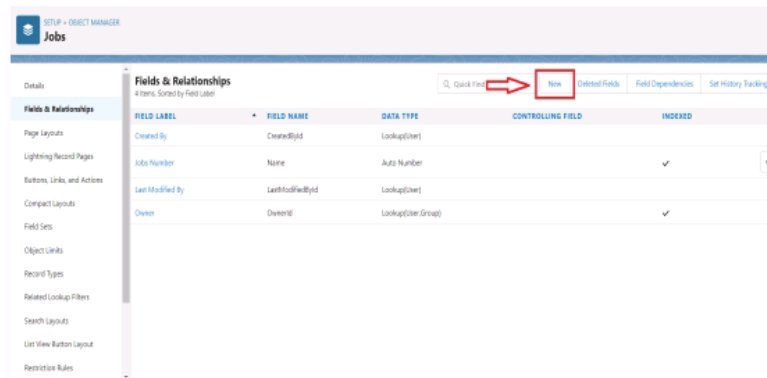 SETUP > OBJECT MANAGER
Jobs
Details
Fields & Relationships
Page Layouts
Lightning Record Pages
Buttons, Links, and Actions
Compact Layouts
Field Sets
Object Limits
Record Types
Related Lookup Filters
Search Layouts
List View Button Layout
Restriction Rules
Fields & Relationships
4 Items, Sorted by Field Label
Quick Find New Deleted Fields Field Dependencies Set History Tracking
FIELD LABEL FIELD NAME DATA TYPE CONTROLLING FIELD INDEXED
Created By CreatedById Lookup(User)
Jobs Number Name Auto Number
Last Modified By LastModifiedById Lookup(User)
Owner OwnerId Lookup(User,Group)